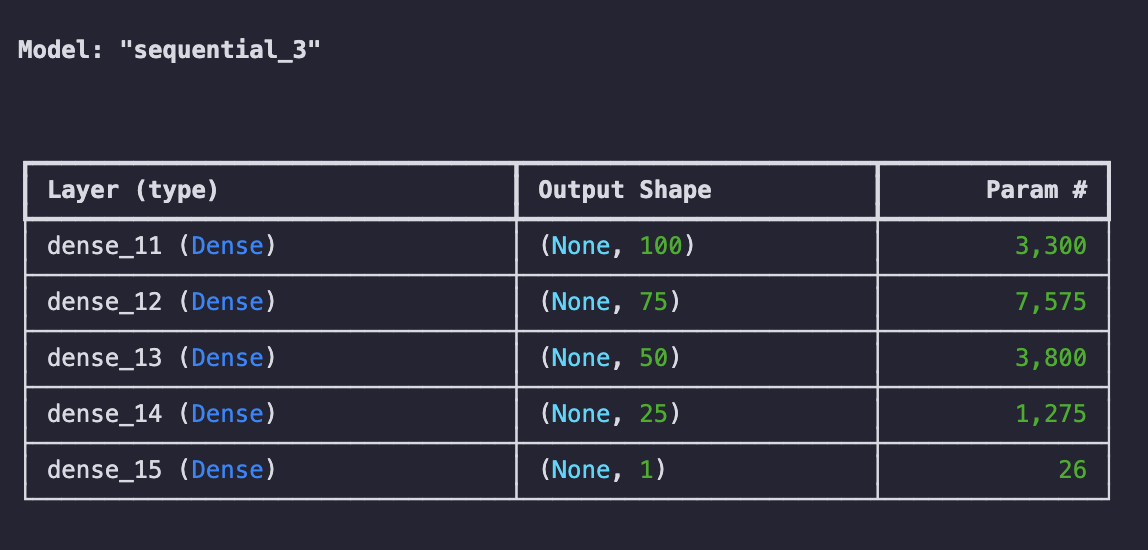 Model: "sequential_3"
Layer (type) Output Shape Param #
dense_11 (Dense) (None, 100) 3,300
dense_12 (Dense) (None, 75) 7,575
dense_13 (Dense) (None, 50) 3,800
dense_14 (Dense) (None, 25) 1,275
dense_15 (Dense) (None, 1) 26